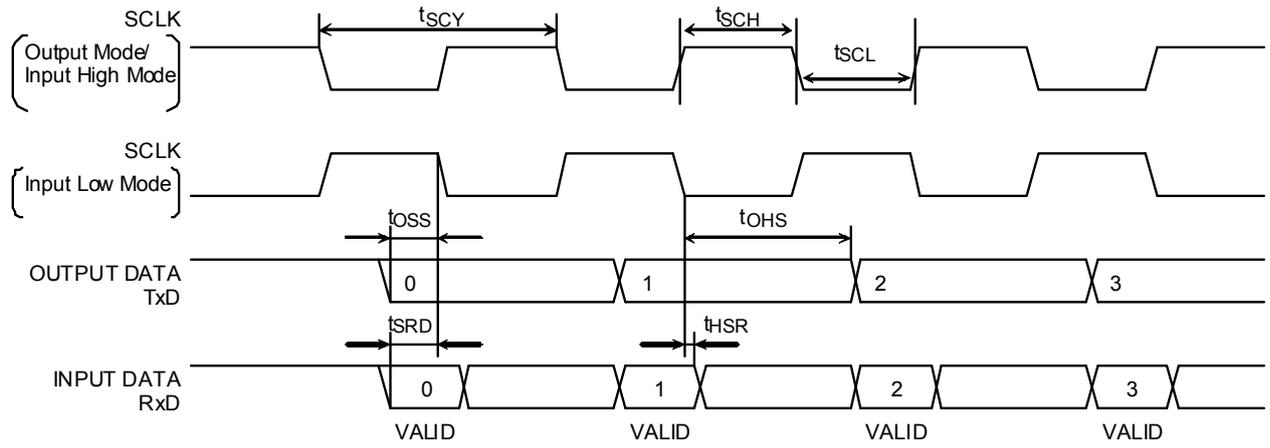 SCLK
Output Mode/
Input High Mode
tSCY
tSCH
tSCL
SCLK
Input Low Mode
tOSS
tOHS
OUTPUT DATA
TxD
0
1
2
3
tSRD
tHSR
INPUT DATA
RxD
0
1
2
3
VALID
VALID
VALID
VALID